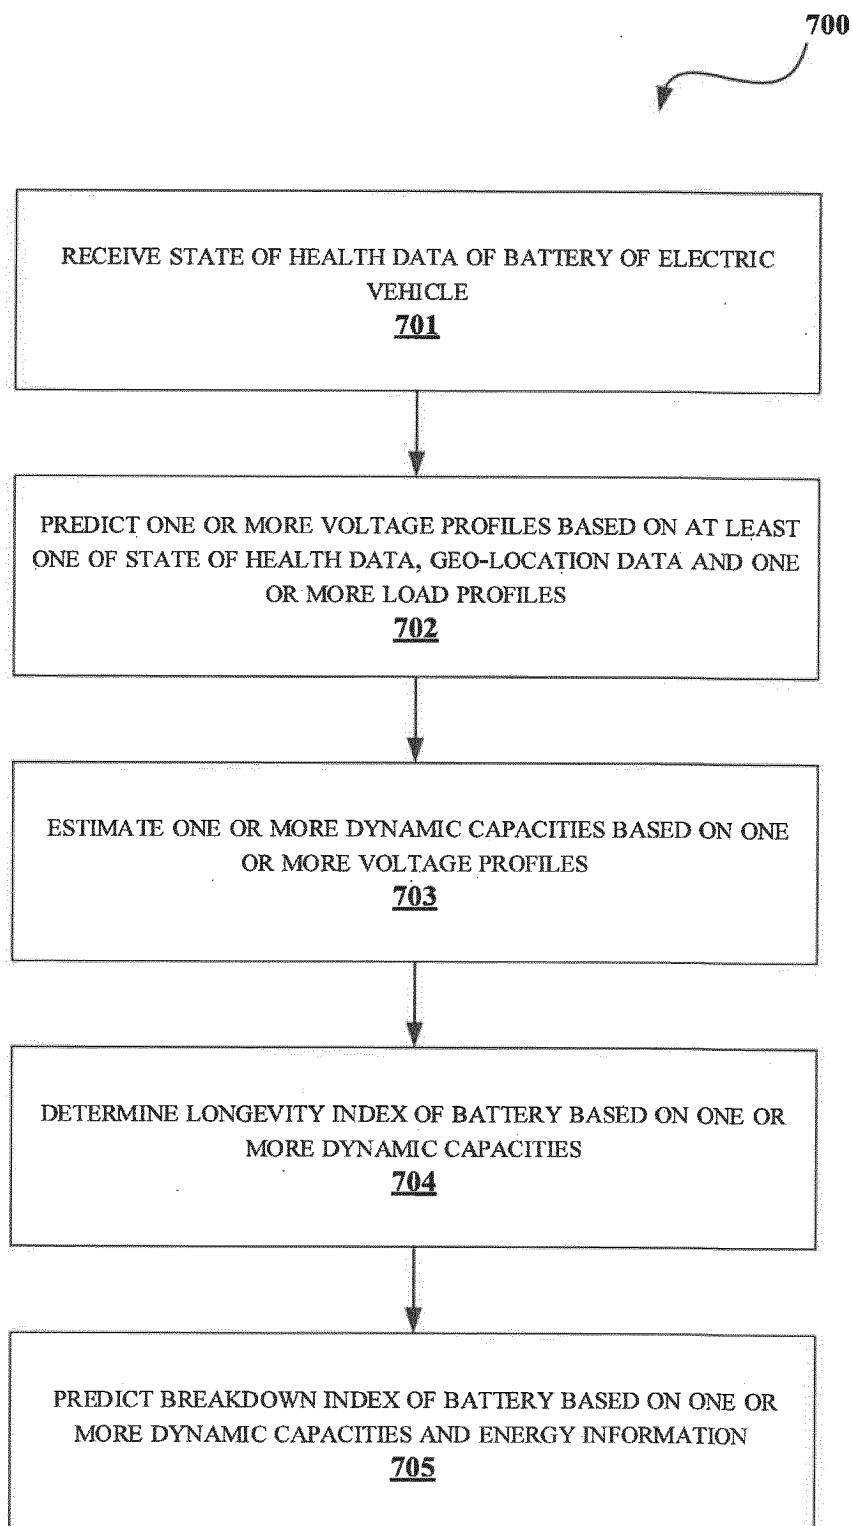 700
RECEIVE STATE OF HEALTH DATA OF BATTERY OF ELECTRIC
VEHICLE
701
PREDICT ONE OR MORE VOLTAGE PROFILES BASED ON AT LEAST
ONE OF STATE OF HEALTH DATA, GEO-LOCATION DATA AND ONE
OR MORE LOAD PROFILES
702
ESTIMATE ONE OR MORE DYNAMIC CAPACITIES BASED ON ONE
OR MORE VOLTAGE PROFILES
703
DETERMINE LONGEVITY INDEX OF BATTERY BASED ON ONE OR
MORE DYNAMIC CAPACITIES
704
PREDICT BREAKDOWN INDEX OF BATTERY BASED ON ONE OR
MORE DYNAMIC CAPACITIES AND ENERGY INFORMATION
705